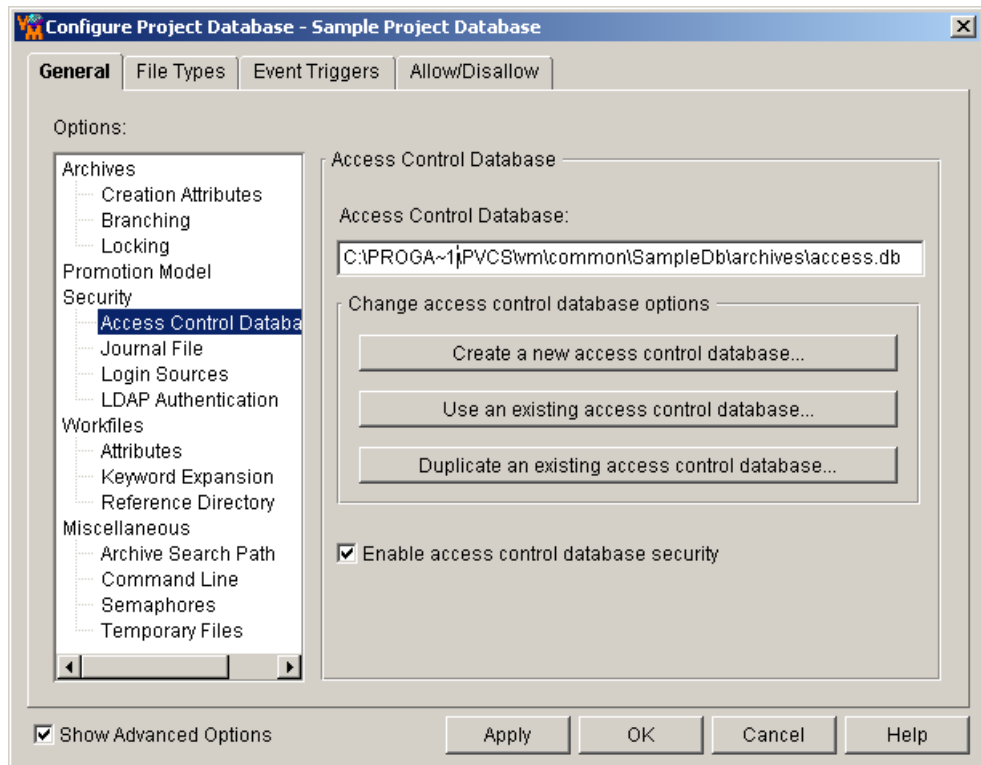 Configure Project Database - Sample Project Database
General File Types Event Triggers Allow/Disallow
Options:
Archives
Creation Attributes
Branching
Locking
Promotion Model
Security
Access Control Databa
Journal File
Login Sources
LDAP Authentication
Workfiles
Attributes
Keyword Expansion
Reference Directory
Miscellaneous
Archive Search Path
Command Line
Semaphores
Temporary Files
Access Control Database
Access Control Database:
C:\PROGA~1\PVCS\vm\common\SampleDb\archives\access.db
Change access control database options
Create a new access control database...
Use an existing access control database...
Duplicate an existing access control database...
Enable access control database security
Show Advanced Options
Apply OK Cancel Help